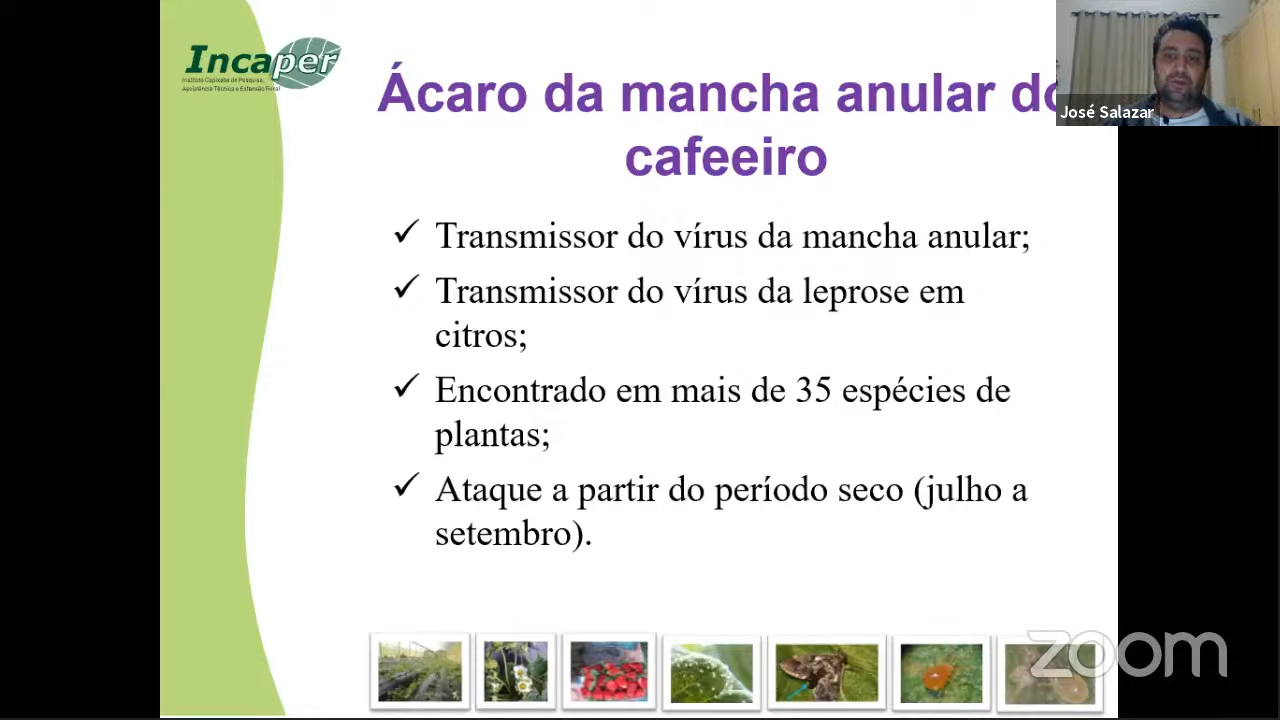 Incaper
Instituto Capixaba de Pesquisa,
Assistência Técnica e Extensão Rural
Ácaro da mancha anular do
cafeeiro
José Salazar
✓ Transmissor do vírus da mancha anular;
✓ Transmissor do vírus da leprose em
citros;
✓ Encontrado em mais de 35 espécies de
plantas;
✓ Ataque a partir do período seco (julho a
setembro).
zoom